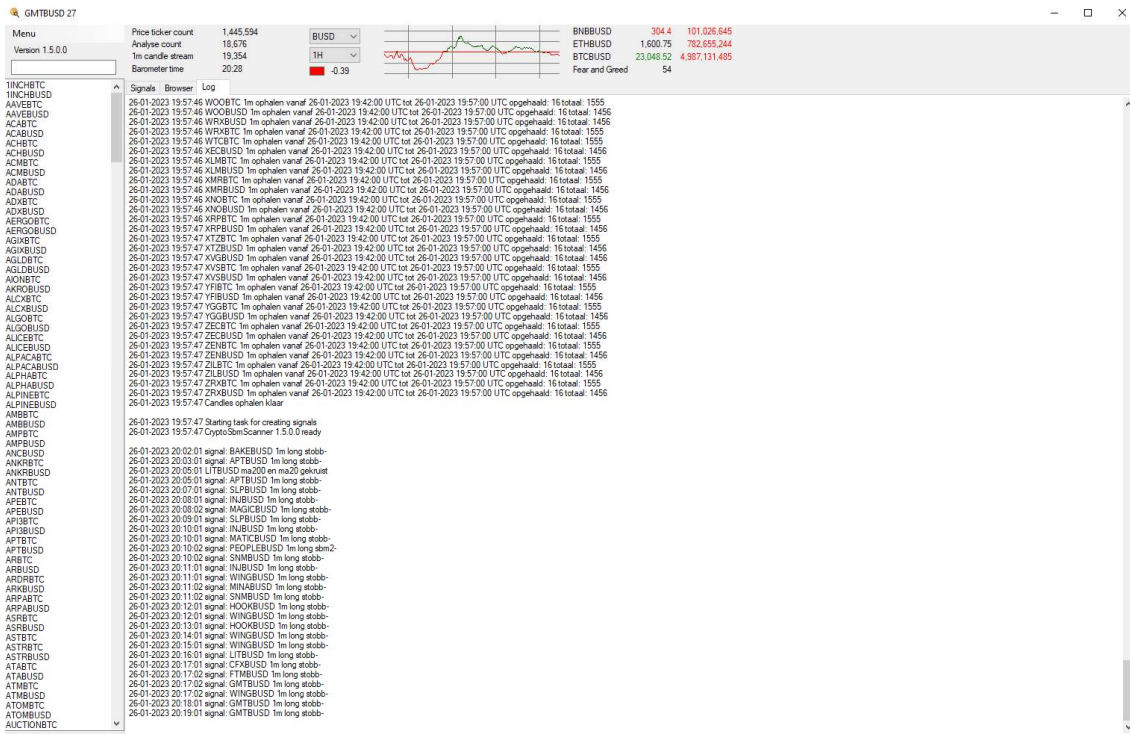 GMTBUSD 27
Menu
Version 1.5.0.0
Price ticker count 1,445,594
Analyse count 18,676
1m candle stream 19,354
Barometer time 20:28
BUSD
1H
-0.39
BNBBUSD 304.4 101,026,645
ETHBUSD 1,600.75 782,655,244
BTCBUSD 23,048.52 4,987,131,485
Fear and Greed 54
1INCHBTC
1INCHBUSD
AAVEBTC
AAVEBUSD
ACABTC
ACABUSD
ACHBTC
ACHBUSD
ACMBTC
ACMBUSD
ADABTC
ADABUSD
ADXBTC
ADXBUSD
AERGOBTC
AERGOBUSD
AGIXBTC
AGIXBUSD
AGLDBTC
AGLDBUSD
AIONBTC
AKROBUSD
ALCXBTC
ALCXBUSD
ALGOBTC
ALGOBUSD
ALICEBTC
ALICEBUSD
ALPACABTC
ALPACABUSD
ALPHABTC
ALPHABUSD
ALPINEBTC
ALPINEBUSD
AMBBTC
AMBBUSD
AMPBTC
AMPBUSD
ANCBUSD
ANKRBTC
ANKRBUSD
ANTBTC
ANTBUSD
APEBTC
APEBUSD
API3BTC
API3BUSD
APTBTC
APTBUSD
ARBTC
ARBUSD
ARDRBTC
ARKBUSD
ARPABTC
ARPABUSD
ASRBTC
ASRBUSD
ASTBTC
ASTRBTC
ASTRBUSD
ATABTC
ATABUSD
ATMBTC
ATMBUSD
ATOMBTC
ATOMBUSD
AUCTIONBTC
Signals Browser Log
26-01-2023 19:57:46 WOOBTC 1m ophalen vanaf 26-01-2023 19:42:00 UTC tot 26-01-2023 19:57:00 UTC opgehaald: 16 totaal: 1555
26-01-2023 19:57:46 WOOBUSD 1m ophalen vanaf 26-01-2023 19:42:00 UTC tot 26-01-2023 19:57:00 UTC opgehaald: 16 totaal: 1456
26-01-2023 19:57:46 WRXBUSD 1m ophalen vanaf 26-01-2023 19:42:00 UTC tot 26-01-2023 19:57:00 UTC opgehaald: 16 totaal: 1456
26-01-2023 19:57:46 WRXBTC 1m ophalen vanaf 26-01-2023 19:42:00 UTC tot 26-01-2023 19:57:00 UTC opgehaald: 16 totaal: 1555
26-01-2023 19:57:46 WTCBTC 1m ophalen vanaf 26-01-2023 19:42:00 UTC tot 26-01-2023 19:57:00 UTC opgehaald: 16 totaal: 1555
26-01-2023 19:57:46 XECBUSD 1m ophalen vanaf 26-01-2023 19:42:00 UTC tot 26-01-2023 19:57:00 UTC opgehaald: 16 totaal: 1456
26-01-2023 19:57:46 XLMBTC 1m ophalen vanaf 26-01-2023 19:42:00 UTC tot 26-01-2023 19:57:00 UTC opgehaald: 16 totaal: 1555
26-01-2023 19:57:46 XLMBUSD 1m ophalen vanaf 26-01-2023 19:42:00 UTC tot 26-01-2023 19:57:00 UTC opgehaald: 16 totaal: 1456
26-01-2023 19:57:46 XMRBTC 1m ophalen vanaf 26-01-2023 19:42:00 UTC tot 26-01-2023 19:57:00 UTC opgehaald: 16 totaal: 1555
26-01-2023 19:57:46 XMRBUSD 1m ophalen vanaf 26-01-2023 19:42:00 UTC tot 26-01-2023 19:57:00 UTC opgehaald: 16 totaal: 1456
26-01-2023 19:57:46 XNOBTC 1m ophalen vanaf 26-01-2023 19:42:00 UTC tot 26-01-2023 19:57:00 UTC opgehaald: 16 totaal: 1555
26-01-2023 19:57:46 XNOBUSD 1m ophalen vanaf 26-01-2023 19:42:00 UTC tot 26-01-2023 19:57:00 UTC opgehaald: 16 totaal: 1456
26-01-2023 19:57:46 XRPBTC 1m ophalen vanaf 26-01-2023 19:42:00 UTC tot 26-01-2023 19:57:00 UTC opgehaald: 16 totaal: 1555
26-01-2023 19:57:47 XRPBUSD 1m ophalen vanaf 26-01-2023 19:42:00 UTC tot 26-01-2023 19:57:00 UTC opgehaald: 16 totaal: 1456
26-01-2023 19:57:47 XTZBTC 1m ophalen vanaf 26-01-2023 19:42:00 UTC tot 26-01-2023 19:57:00 UTC opgehaald: 16 totaal: 1555
26-01-2023 19:57:47 XTZBUSD 1m ophalen vanaf 26-01-2023 19:42:00 UTC tot 26-01-2023 19:57:00 UTC opgehaald: 16 totaal: 1456
26-01-2023 19:57:47 XVGBUSD 1m ophalen vanaf 26-01-2023 19:42:00 UTC tot 26-01-2023 19:57:00 UTC opgehaald: 16 totaal: 1456
26-01-2023 19:57:47 XVSBTC 1m ophalen vanaf 26-01-2023 19:42:00 UTC tot 26-01-2023 19:57:00 UTC opgehaald: 16 totaal: 1555
26-01-2023 19:57:47 XVSBUSD 1m ophalen vanaf 26-01-2023 19:42:00 UTC tot 26-01-2023 19:57:00 UTC opgehaald: 16 totaal: 1456
26-01-2023 19:57:47 YFIBTC 1m ophalen vanaf 26-01-2023 19:42:00 UTC tot 26-01-2023 19:57:00 UTC opgehaald: 16 totaal: 1555
26-01-2023 19:57:47 YFIBUSD 1m ophalen vanaf 26-01-2023 19:42:00 UTC tot 26-01-2023 19:57:00 UTC opgehaald: 16 totaal: 1456
26-01-2023 19:57:47 YGGBTC 1m ophalen vanaf 26-01-2023 19:42:00 UTC tot 26-01-2023 19:57:00 UTC opgehaald: 16 totaal: 1555
26-01-2023 19:57:47 YGGBUSD 1m ophalen vanaf 26-01-2023 19:42:00 UTC tot 26-01-2023 19:57:00 UTC opgehaald: 16 totaal: 1456
26-01-2023 19:57:47 ZECBTC 1m ophalen vanaf 26-01-2023 19:42:00 UTC tot 26-01-2023 19:57:00 UTC opgehaald: 16 totaal: 1555
26-01-2023 19:57:47 ZECBUSD 1m ophalen vanaf 26-01-2023 19:42:00 UTC tot 26-01-2023 19:57:00 UTC opgehaald: 16 totaal: 1456
26-01-2023 19:57:47 ZENBTC 1m ophalen vanaf 26-01-2023 19:42:00 UTC tot 26-01-2023 19:57:00 UTC opgehaald: 16 totaal: 1555
26-01-2023 19:57:47 ZENBUSD 1m ophalen vanaf 26-01-2023 19:42:00 UTC tot 26-01-2023 19:57:00 UTC opgehaald: 16 totaal: 1456
26-01-2023 19:57:47 ZILBTC 1m ophalen vanaf 26-01-2023 19:42:00 UTC tot 26-01-2023 19:57:00 UTC opgehaald: 16 totaal: 1555
26-01-2023 19:57:47 ZILBUSD 1m ophalen vanaf 26-01-2023 19:42:00 UTC tot 26-01-2023 19:57:00 UTC opgehaald: 16 totaal: 1456
26-01-2023 19:57:47 ZRXBTC 1m ophalen vanaf 26-01-2023 19:42:00 UTC tot 26-01-2023 19:57:00 UTC opgehaald: 16 totaal: 1555
26-01-2023 19:57:47 ZRXBUSD 1m ophalen vanaf 26-01-2023 19:42:00 UTC tot 26-01-2023 19:57:00 UTC opgehaald: 16 totaal: 1456
26-01-2023 19:57:47 Candles ophalen klaar
26-01-2023 19:57:47 Starting task for creating signals
26-01-2023 19:57:47 CryptoSbmScanner 1.5.0.0 ready
26-01-2023 20:02:01 signal: BAKEBUSD 1m long stobb-
26-01-2023 20:03:01 signal: APTBUSD 1m long stobb-
26-01-2023 20:05:01 LITBUSD ma200 en ma20 gekruist
26-01-2023 20:05:01 signal: APTBUSD 1m long stobb-
26-01-2023 20:07:01 signal: SLPBUSD 1m long stobb-
26-01-2023 20:08:01 signal: INJBUSD 1m long stobb-
26-01-2023 20:08:02 signal: MAGICBUSD 1m long stobb-
26-01-2023 20:09:01 signal: SLPBUSD 1m long stobb-
26-01-2023 20:10:01 signal: INJBUSD 1m long stobb-
26-01-2023 20:10:01 signal: MATICBUSD 1m long stobb-
26-01-2023 20:10:02 signal: PEOPLEBUSD 1m long sbm2-
26-01-2023 20:10:02 signal: SNMBUSD 1m long stobb-
26-01-2023 20:11:01 signal: INJBUSD 1m long stobb-
26-01-2023 20:11:01 signal: WINGBUSD 1m long stobb-
26-01-2023 20:11:02 signal: MINABUSD 1m long stobb-
26-01-2023 20:11:02 signal: SNMBUSD 1m long stobb-
26-01-2023 20:12:01 signal: HOOKBUSD 1m long stobb-
26-01-2023 20:12:01 signal: WINGBUSD 1m long stobb-
26-01-2023 20:13:01 signal: HOOKBUSD 1m long stobb-
26-01-2023 20:14:01 signal: WINGBUSD 1m long stobb-
26-01-2023 20:15:01 signal: WINGBUSD 1m long stobb-
26-01-2023 20:16:01 signal: LITBUSD 1m long stobb-
26-01-2023 20:17:01 signal: CFXBUSD 1m long stobb-
26-01-2023 20:17:02 signal: FTMBUSD 1m long stobb-
26-01-2023 20:17:02 signal: GMTBUSD 1m long stobb-
26-01-2023 20:17:02 signal: WINGBUSD 1m long stobb-
26-01-2023 20:18:01 signal: GMTBUSD 1m long stobb-
26-01-2023 20:19:01 signal: GMTBUSD 1m long stobb-